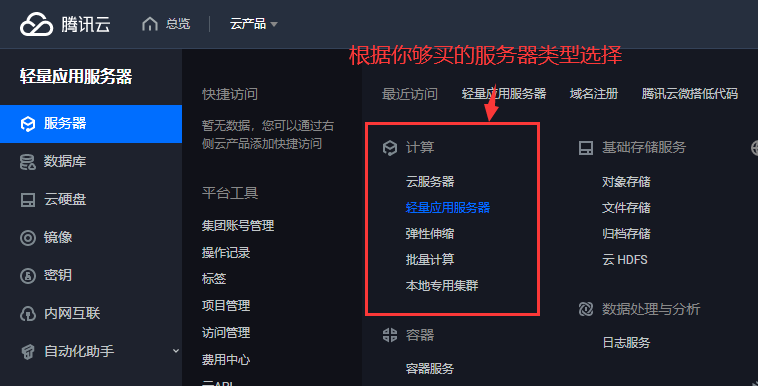 腾讯云
总览
云产品
根据你够买的服务器类型选择
轻量应用服务器
服务器
数据库
云硬盘
镜像
密钥
内网互联
自动化助手
快捷访问
暂无数据，您可以通过右
侧云产品添加快捷访问
平台工具
集团账号管理
操作记录
标签
项目管理
访问管理
费用中心
云API
最近访问
轻量应用服务器
域名注册
腾讯云微搭低代码
计算
云服务器
轻量应用服务器
弹性伸缩
批量计算
本地专用集群
容器
容器服务
基础存储服务
对象存储
文件存储
归档存储
云 HDFS
数据处理与分析
日志服务